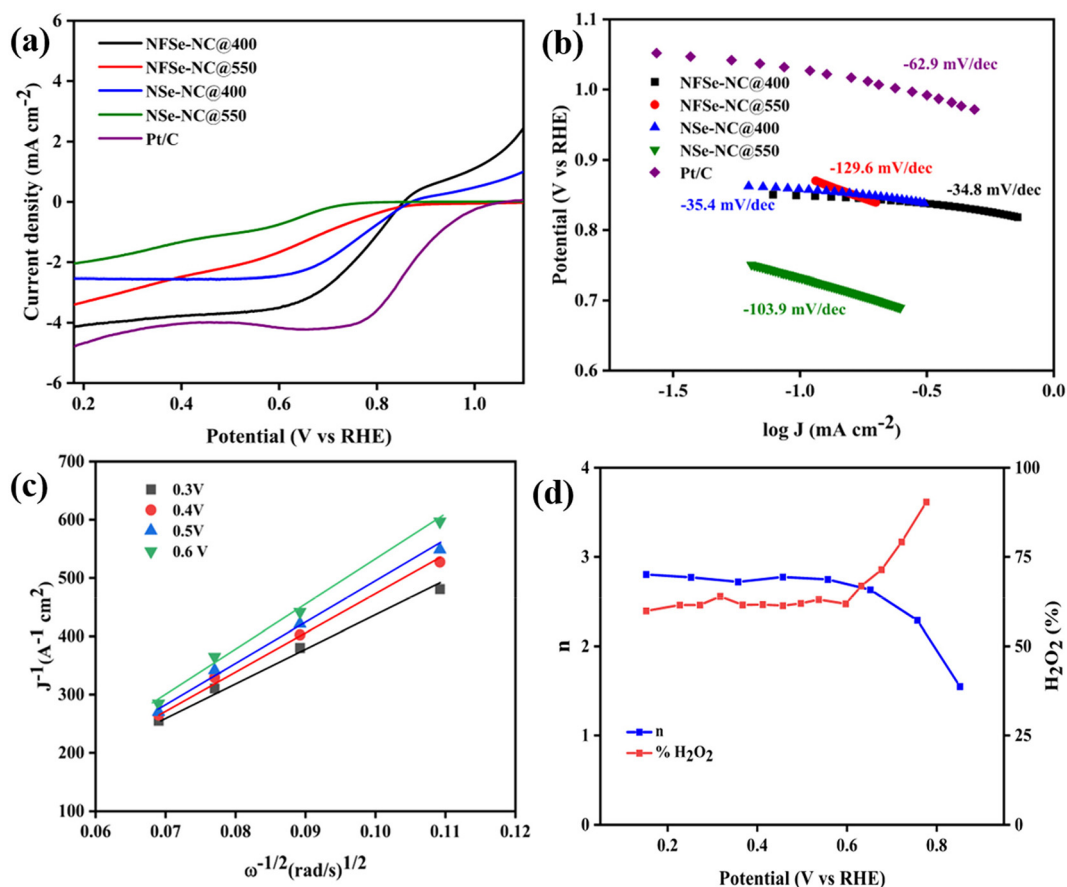 (a)
NFSe-NC@400
NFSe-NC@550
NSe-NC@400
NSe-NC@550
Pt/C
6
4
2
0
-2
-4
-6
Current density (mA cm⁻²)
0.2 0.4 0.6 0.8 1.0
Potential (V vs RHE)
(b)
NFSe-NC@400
NFSe-NC@550
NSe-NC@400
NSe-NC@550
Pt/C
-62.9 mV/dec
-129.6 mV/dec
-34.8 mV/dec
-35.4 mV/dec
-103.9 mV/dec
1.1
1.0
0.9
0.8
0.7
0.6
Potential (V vs RHE)
-1.5 -1.0 -0.5 0.0
log J (mA cm⁻²)
(c)
0.3V
0.4V
0.5V
0.6 V
700
600
500
400
300
200
100
J⁻¹(A⁻¹ cm²)
0.06 0.07 0.08 0.09 0.10 0.11 0.12
ω⁻¹/²(rad/s)¹/²
(d)
n
% H₂O₂
4
3
2
1
0
n
100
75
50
25
0
H₂O₂ (%)
0.0 0.2 0.4 0.6 0.8
Potential (V vs RHE)